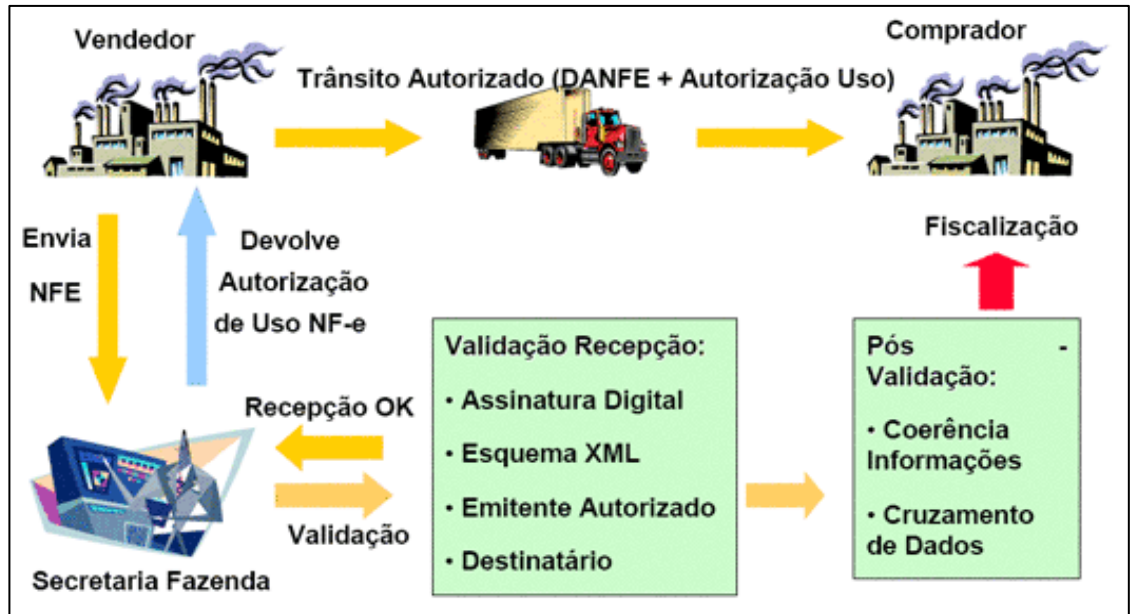 Vendedor
Comprador
Trânsito Autorizado (DANFE + Autorização Uso)
Envia
NFE
Devolve
Autorização
de Uso NF-e
Fiscalização
Recepção OK
Validação
Secretaria Fazenda
Validação Recepção:
• Assinatura Digital
• Esquema XML
• Emitente Autorizado
• Destinatário
Pós -
Validação:
• Coerência
Informações
• Cruzamento
de Dados